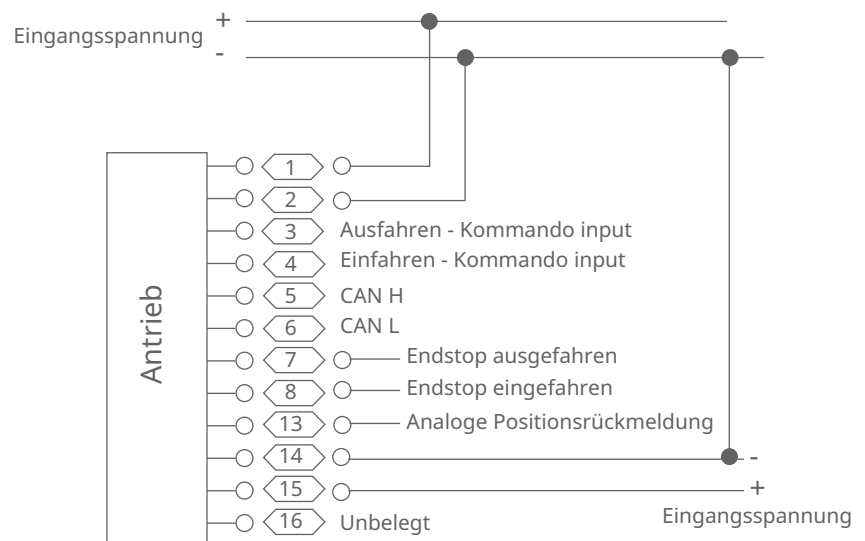 +
Eingangsspannung
-
1
2
3 Ausfahren - Kommando input
4 Einfahren - Kommando input
5 CAN H
6 CAN L
7 Endstop ausgefahren
8 Endstop eingefahren
13 Analoge Positionsrückmeldung
14 -
15 +
Eingangsspannung
16 Unbelegt
Antrieb